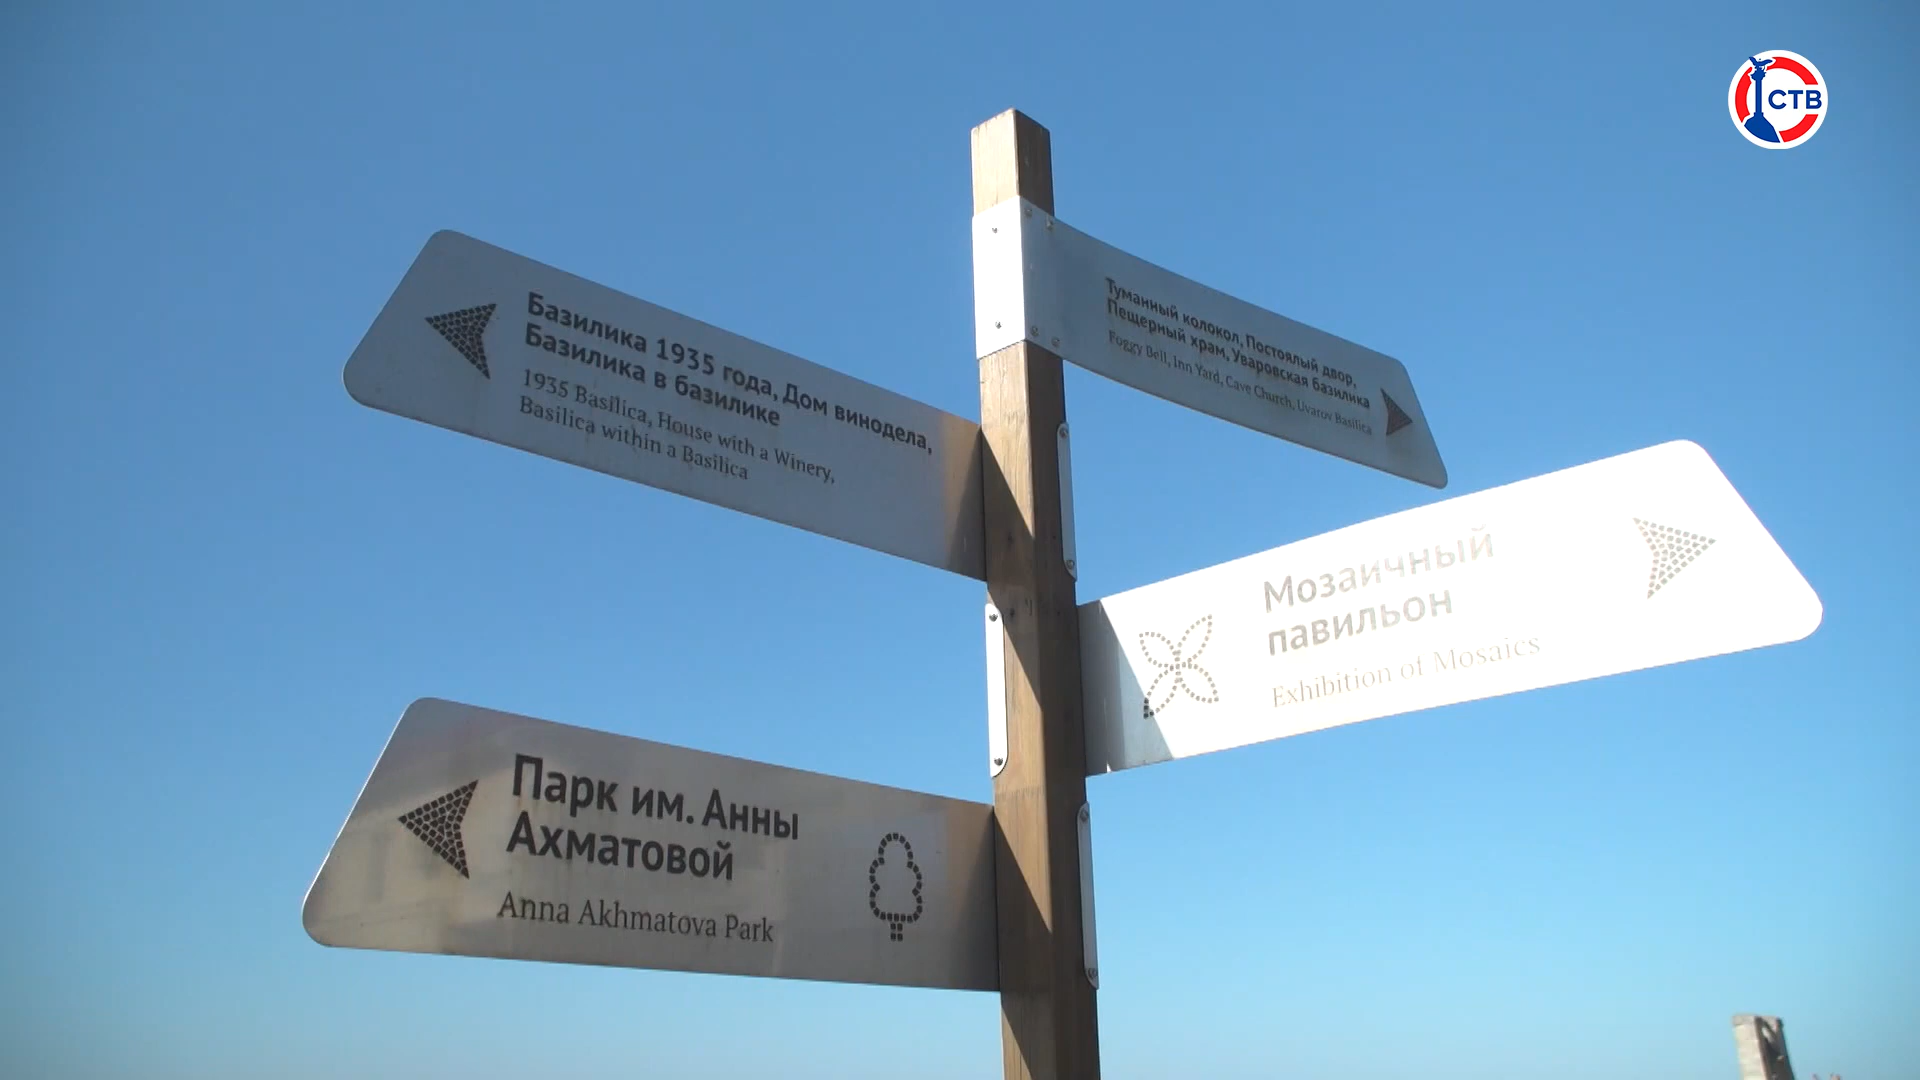 СТВ
Базилика 1935 года, Дом винодела,
Базилика в базилике
1935 Basilica, House with a Winery,
Basilica within a Basilica
Туманный колокол, Постоялый двор,
Пещерный храм, Уваровская базилика
Foggy Bell, Inn Yard, Cave Church, Uvarov Basilica
Мозаичный
павильон
Exhibition of Mosaics
Парк им. Анны
Ахматовой
Anna Akhmatova Park